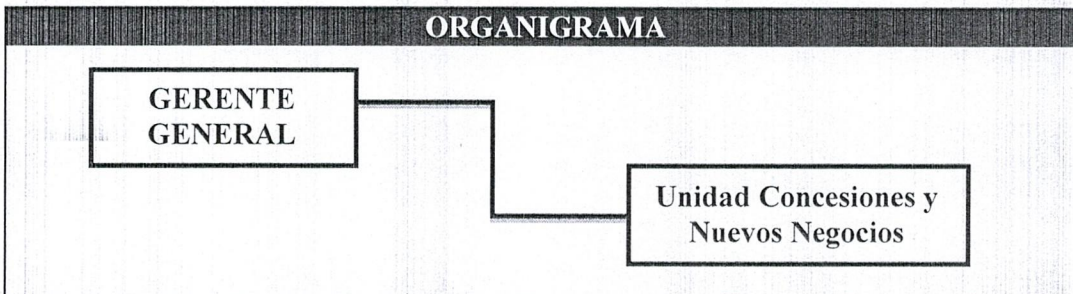 ORGANIGRAMA
GERENTE
GENERAL
Unidad Concesiones y
Nuevos Negocios